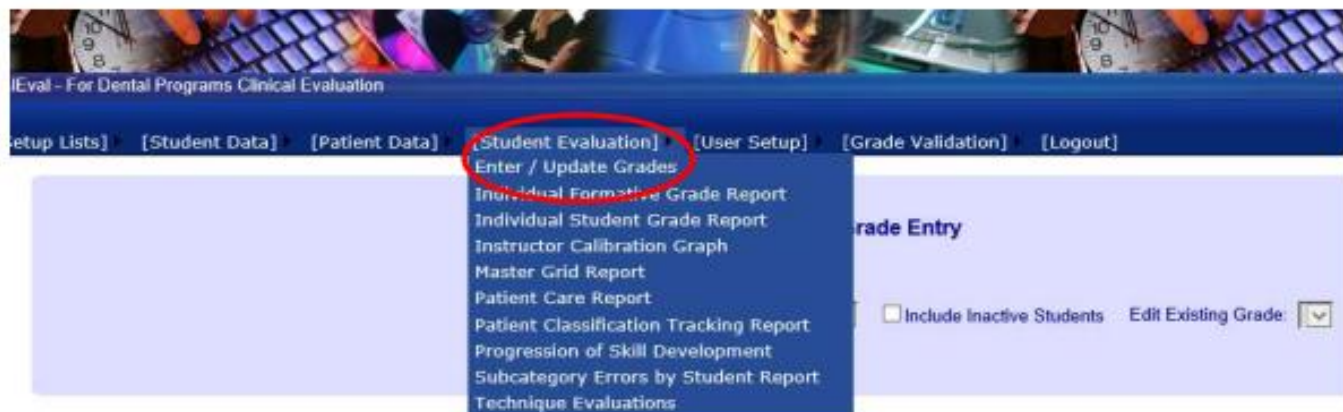 lEval - For Dental Programs Clinical Evaluation
etup Lists] [Student Data] [Patient Data] [Student Evaluation] [User Setup] [Grade Validation] [Logout]
Enter / Update Grades
Individual Formative Grade Report
Individual Student Grade Report
rade Entry
Instructor Calibration Graph
Master Grid Report
Patient Care Report
Include Inactive Students Edit Existing Grade:
Patient Classification Tracking Report
Progression of Skill Development
Subcategory Errors by Student Report
Technique Evaluations